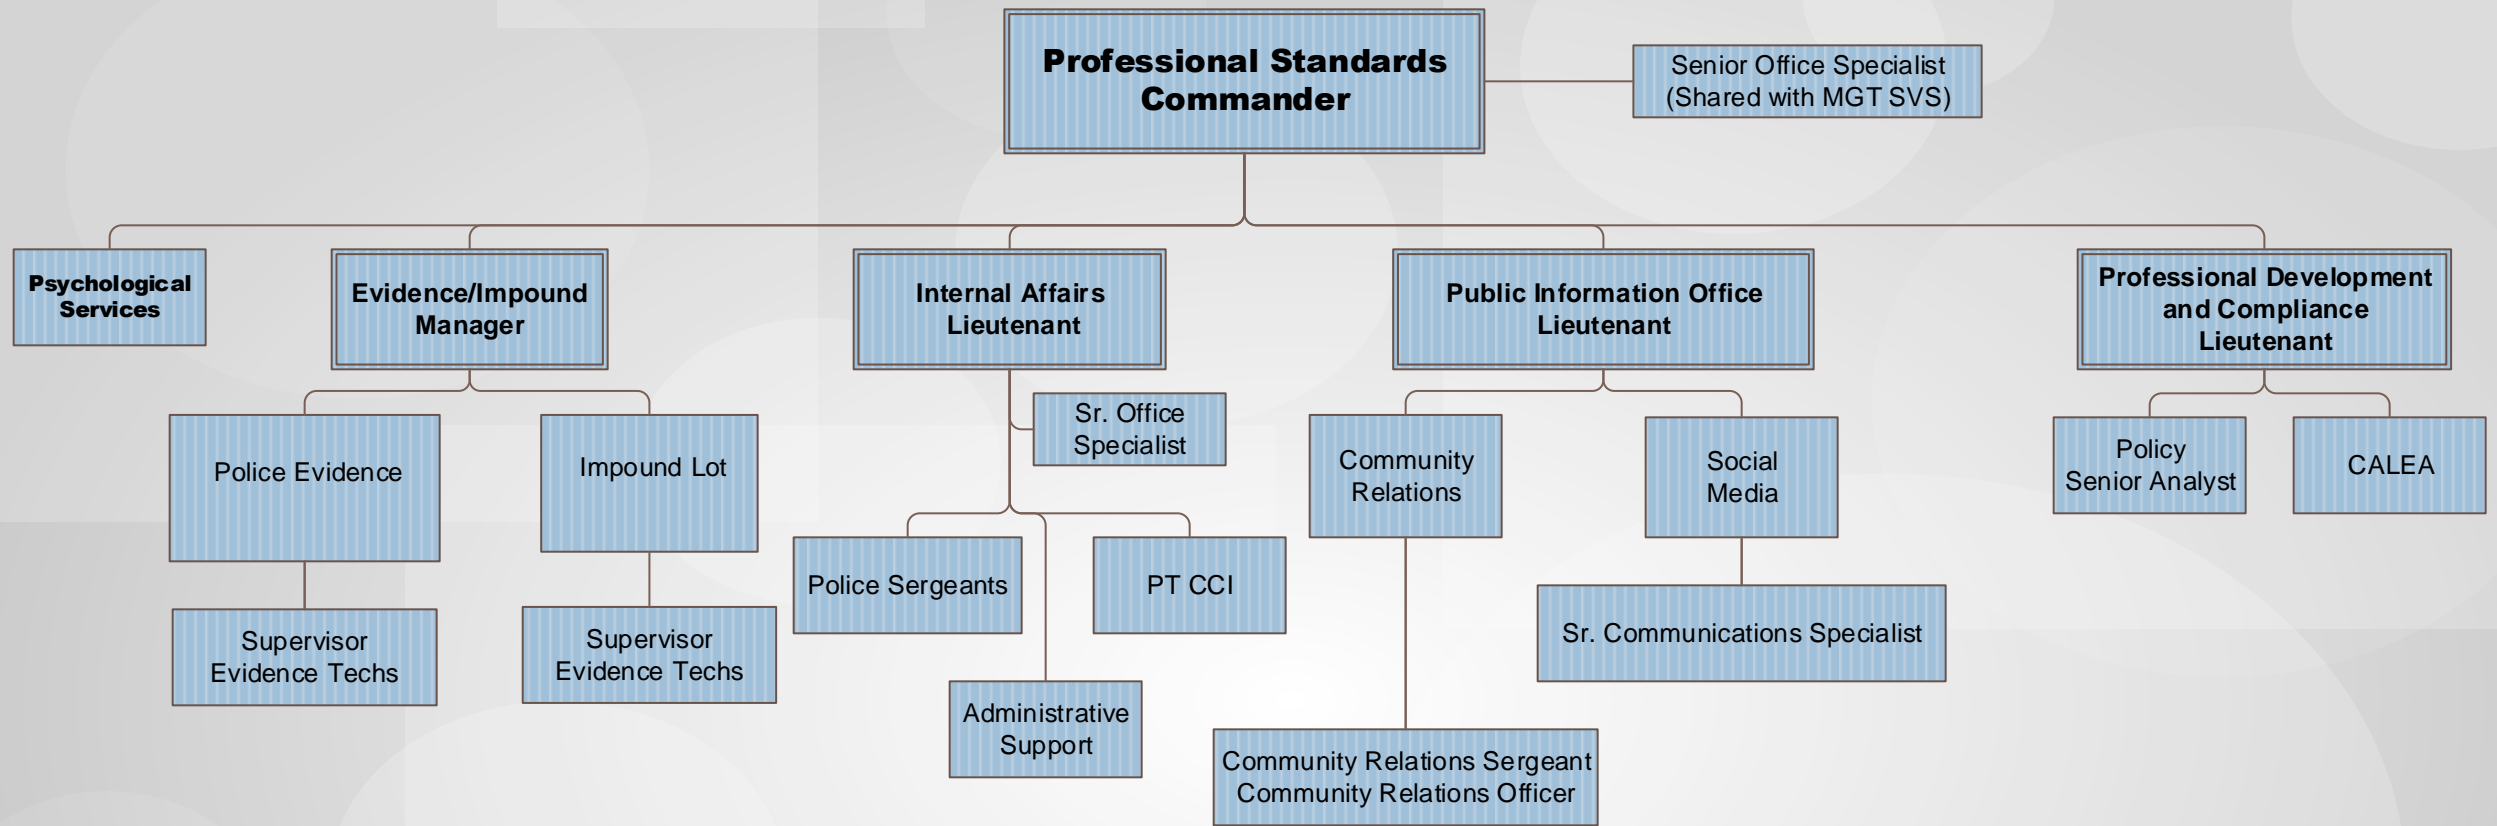 Professional Standards
Commander
Senior Office Specialist
(Shared with MGT SVS)
Psychological
Services
Evidence/Impound
Manager
Internal Affairs
Lieutenant
Public Information Office
Lieutenant
Professional Development
and Compliance
Lieutenant
Police Evidence
Impound Lot
Sr. Office
Specialist
Community
Relations
Social
Media
Policy
Senior Analyst
CALEA
Supervisor
Evidence Techs
Supervisor
Evidence Techs
Police Sergeants
PT CCI
Administrative
Support
Sr. Communications Specialist
Community Relations Sergeant
Community Relations Officer